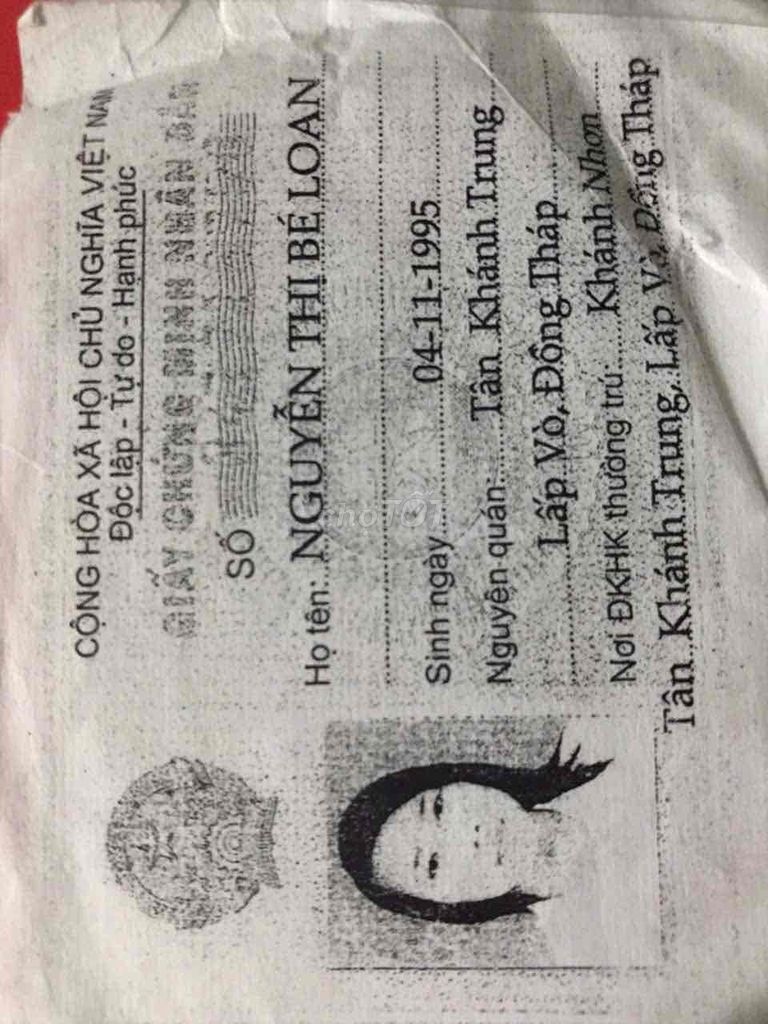 CỘNG HÒA XÃ HỘI CHỦ NGHĨA VIỆT NAM
Độc lập - Tự do - Hạnh phúc
GIẤY CHỨNG MINH NHÂN DÂN
SỐ
Họ tên: NGUYỄN THỊ BÉ LOAN
Sinh ngày 04-11-1995
Nguyên quán: Tân Khánh Trung
Lấp Vò, Đồng Tháp
Nơi ĐKHK thường trú: Khánh Nhơn
Tân Khánh Trung, Lấp Vò, Đồng Tháp
choTỐT